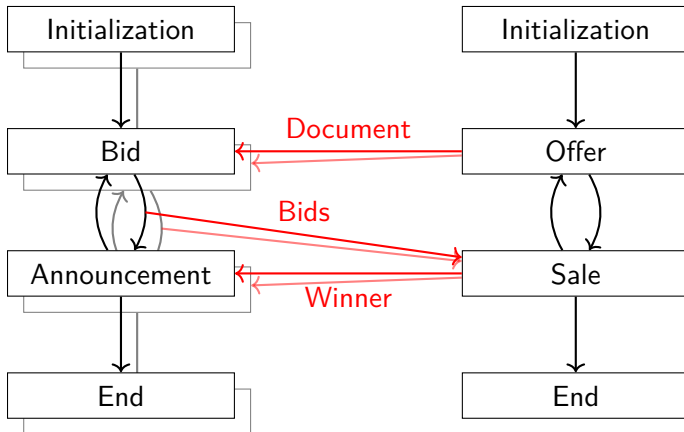 Initialization
Initialization
Document
Bid
Offer
Bids
Announcement
Sale
Winner
End
End